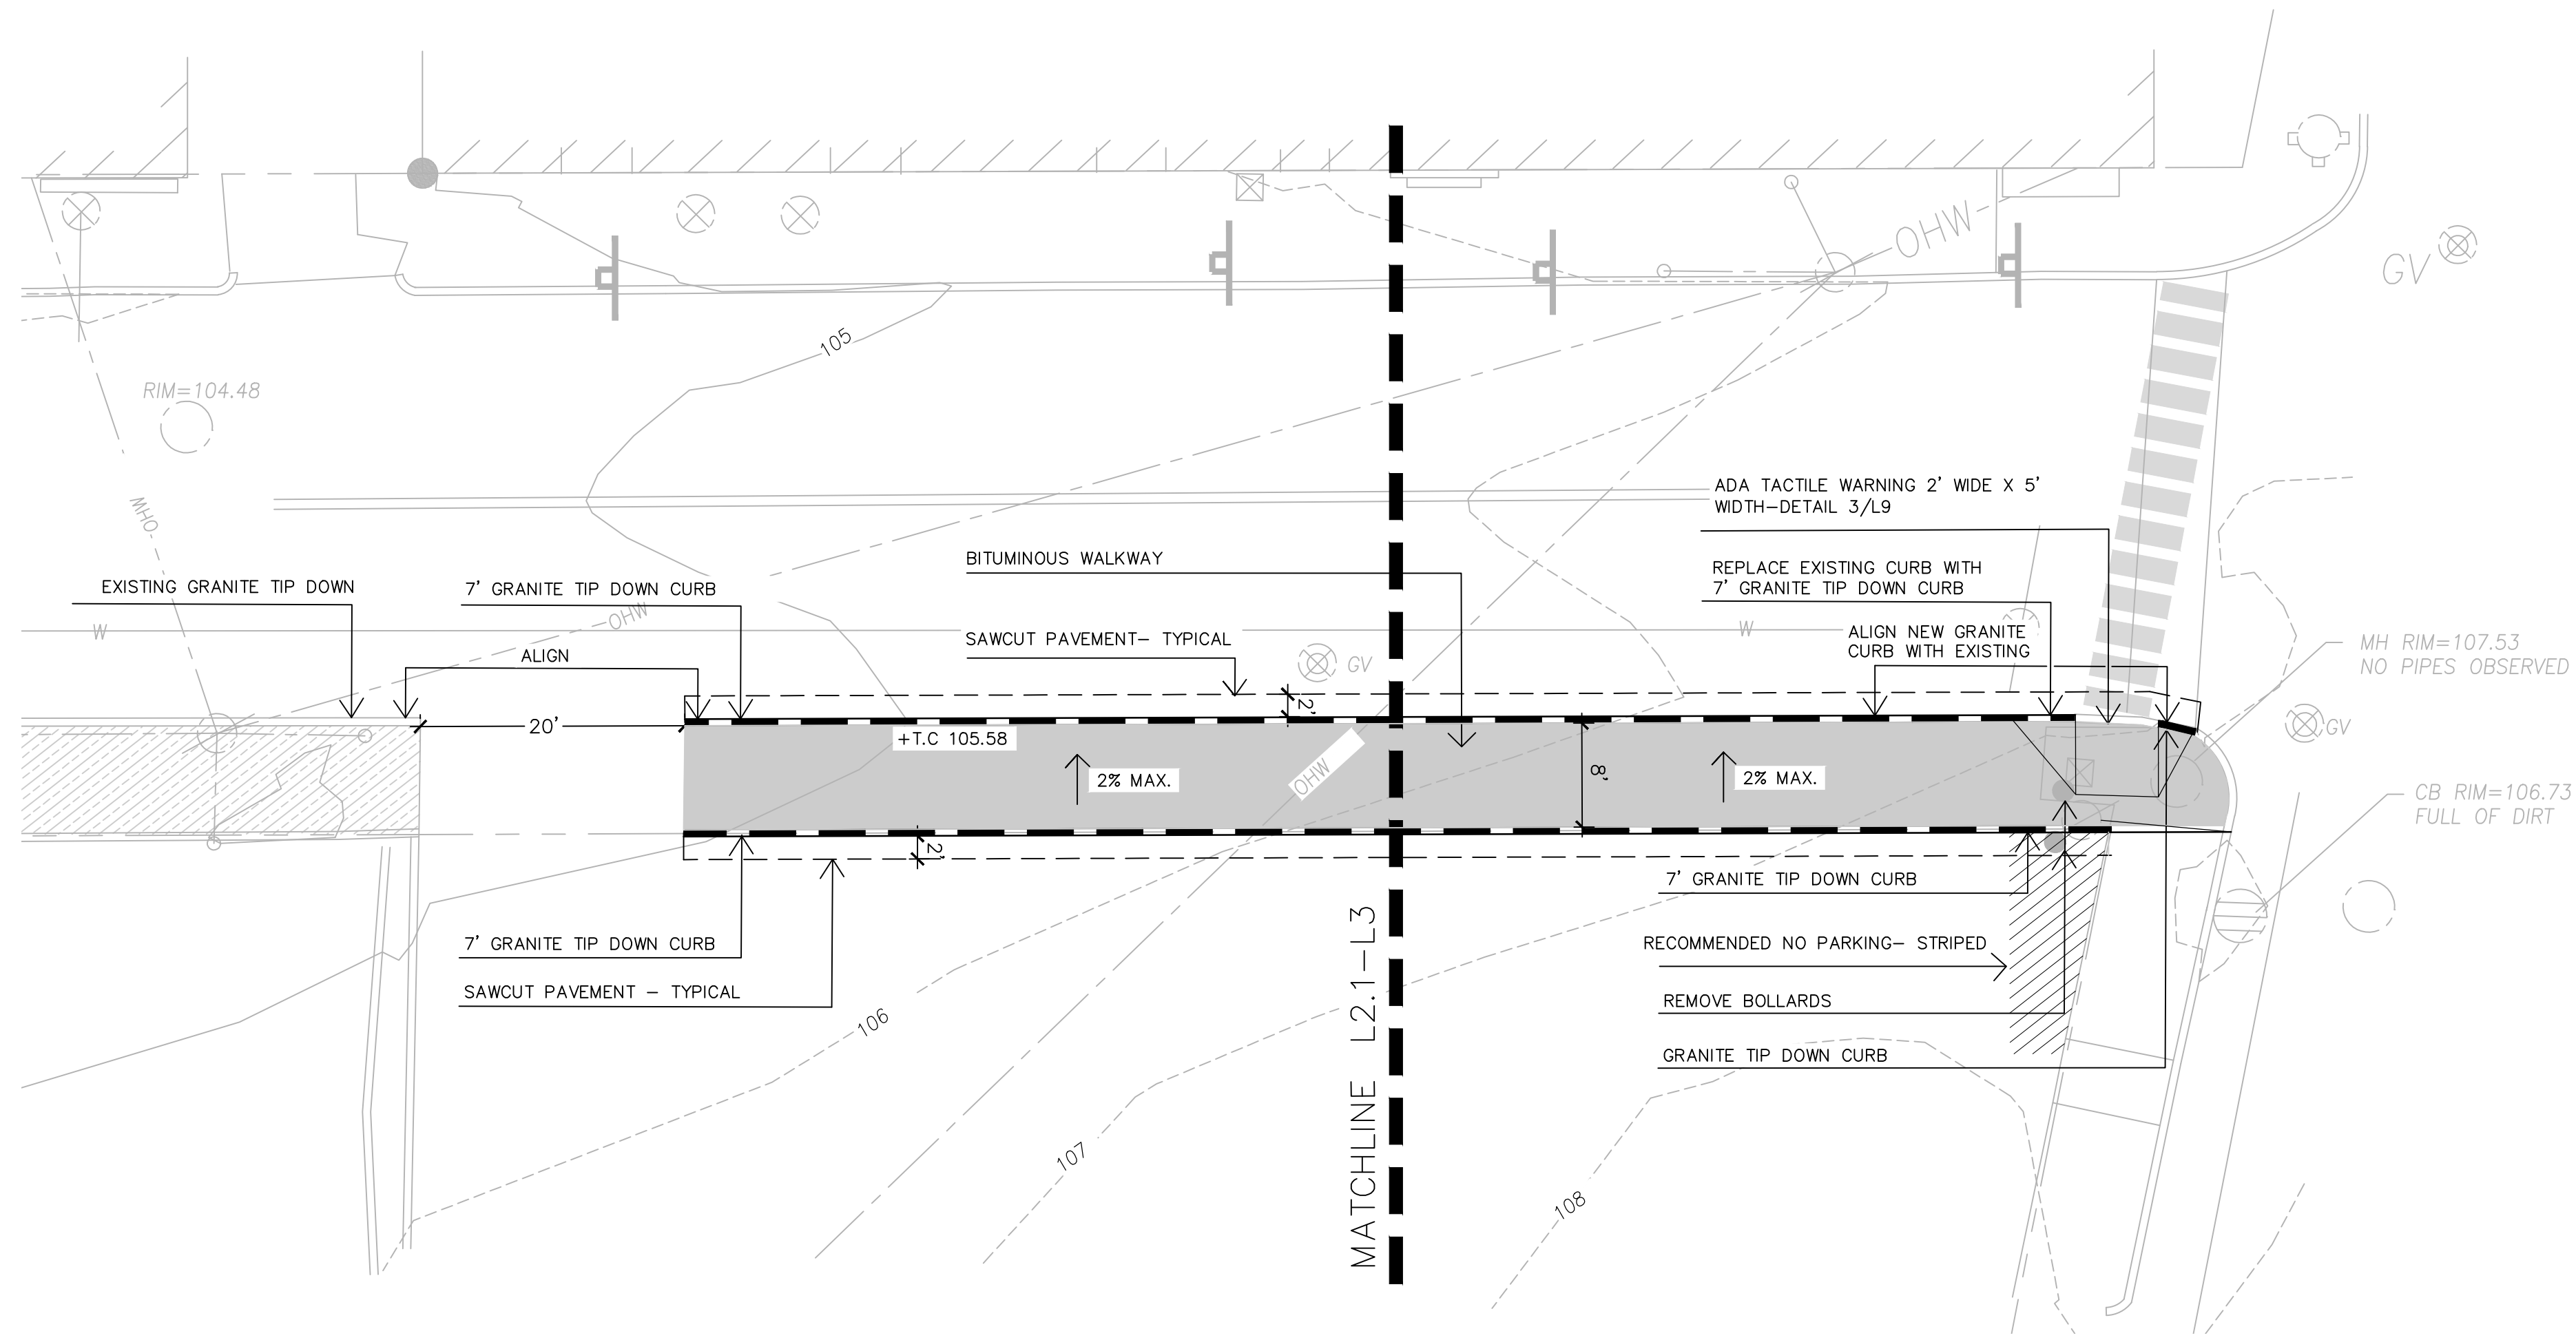 OHW
GV
105
RIM=104.48
MHO
ADA TACTILE WARNING 2' WIDE X 5'
WIDTH-DETAIL 3/L9
BITUMINOUS WALKWAY
REPLACE EXISTING CURB WITH
7' GRANITE TIP DOWN CURB
EXISTING GRANITE TIP DOWN
7' GRANITE TIP DOWN CURB
OHW
W
SAWCUT PAVEMENT- TYPICAL
W
ALIGN NEW GRANITE
CURB WITH EXISTING
ALIGN
GV
MH RIM=107.53
NO PIPES OBSERVED
2'
20'
GV
+T.C 105.58
OHW
2% MAX.
8'
2% MAX.
CB RIM=106.73
FULL OF DIRT
2'
7' GRANITE TIP DOWN CURB
7' GRANITE TIP DOWN CURB
RECOMMENDED NO PARKING- STRIPED
SAWCUT PAVEMENT - TYPICAL
REMOVE BOLLARDS
106
GRANITE TIP DOWN CURB
MATCHLINE L2.1-L3
107
108